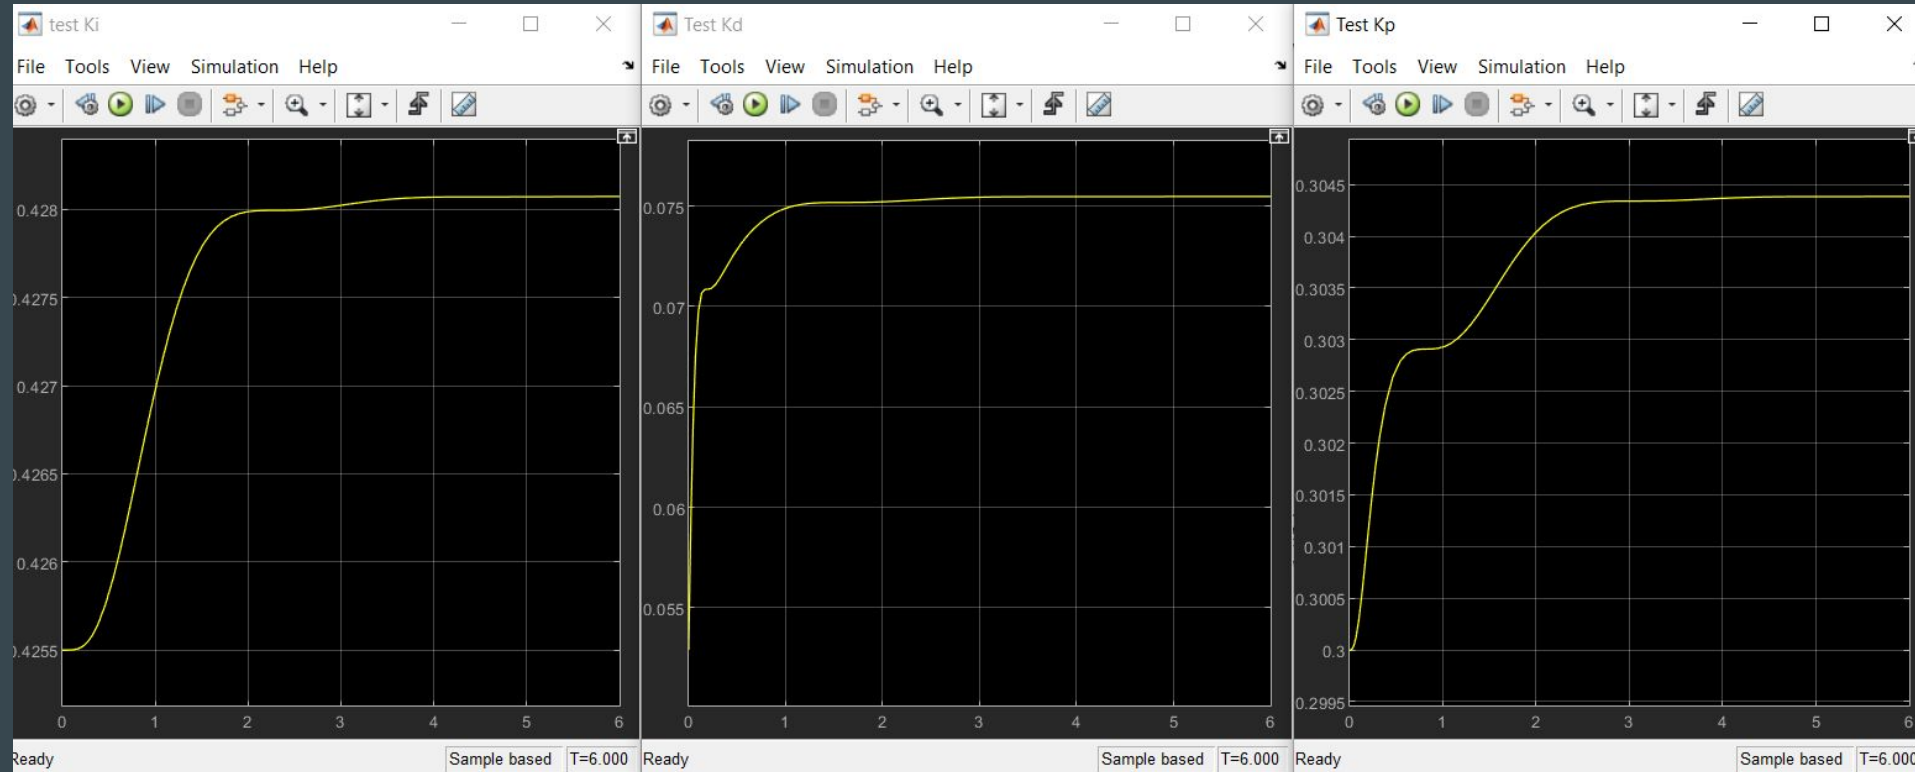 test Ki
File Tools View Simulation Help
0.428
0.4275
0.427
0.4265
0.426
0.4255
0 1 2 3 4 5 6
Ready Sample based T=6.000
Test Kd
File Tools View Simulation Help
0.075
0.07
0.065
0.06
0.055
0 1 2 3 4 5 6
Ready Sample based T=6.000
Test Kp
File Tools View Simulation Help
0.3045
0.304
0.3035
0.303
0.3025
0.302
0.3015
0.301
0.3005
0.3
0.2995
0 1 2 3 4 5 6
Ready Sample based T=6.000